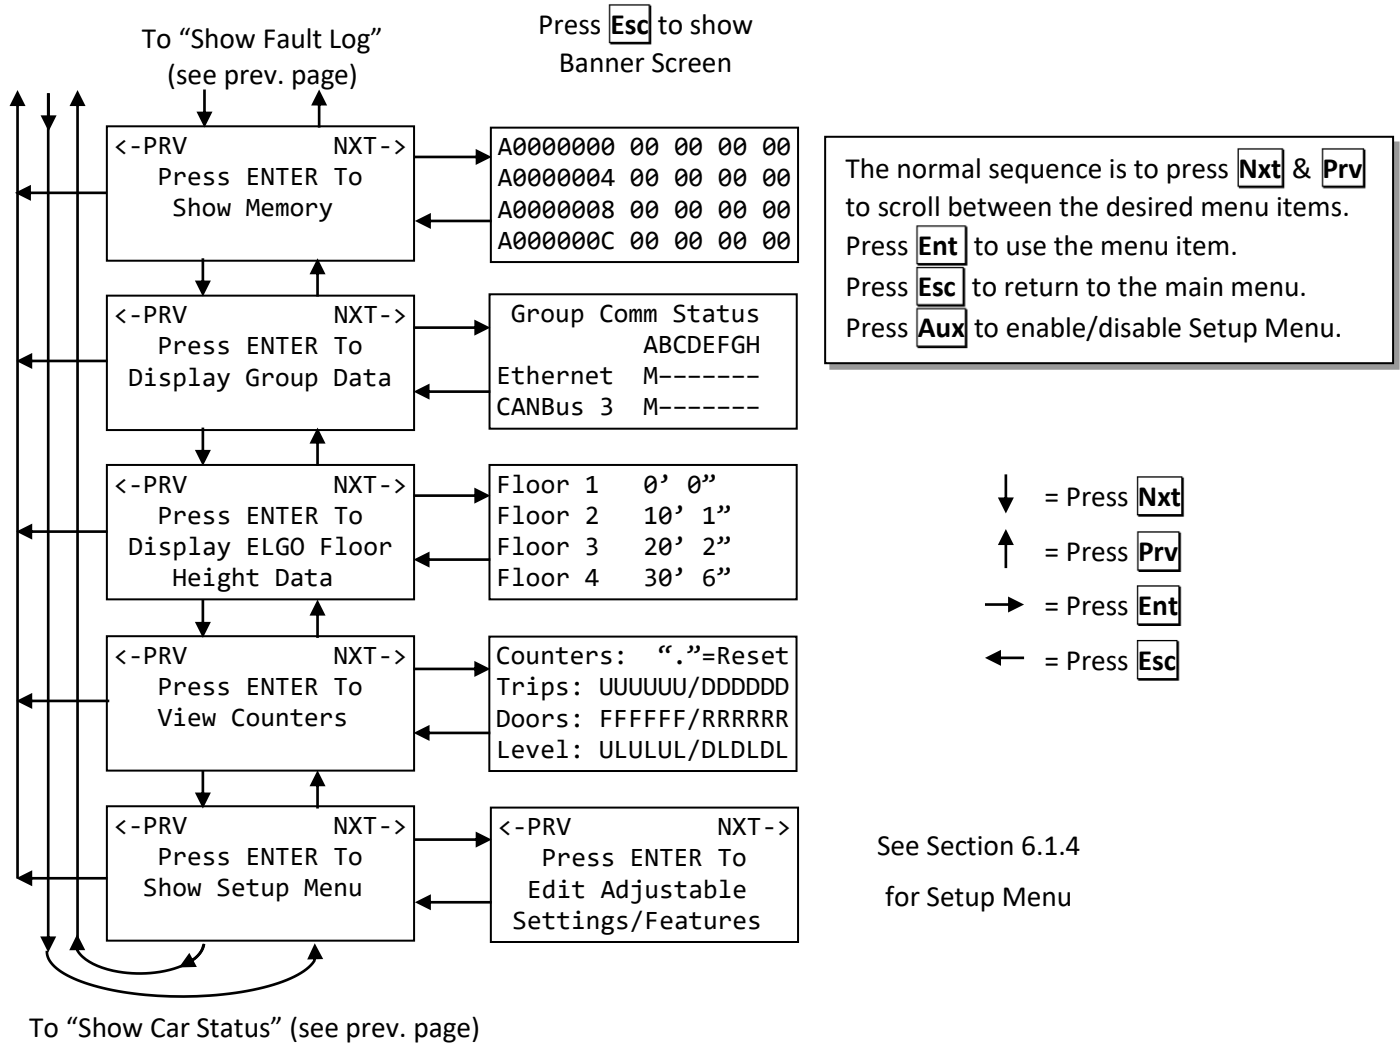 To “Show Fault Log”
(see prev. page)
Press Esc to show
Banner Screen
<-PRV NXT->
Press ENTER To
Show Memory
A0000000 00 00 00 00
A0000004 00 00 00 00
A0000008 00 00 00 00
A000000C 00 00 00 00
The normal sequence is to press Nxt & Prv
to scroll between the desired menu items.
Press Ent to use the menu item.
Press Esc to return to the main menu.
Press Aux to enable/disable Setup Menu.
<-PRV NXT->
Press ENTER To
Display Group Data
Group Comm Status
ABCDEFGH
Ethernet M–––––––
CANBus 3 M–––––––
<-PRV NXT->
Press ENTER To
Display ELGO Floor
Height Data
Floor 1 0’ 0”
Floor 2 10’ 1”
Floor 3 20’ 2”
Floor 4 30’ 6”
= Press Nxt
= Press Prv
= Press Ent
= Press Esc
<-PRV NXT->
Press ENTER To
View Counters
Counters: “.”=Reset
Trips: UUUUUU/DDDDDD
Doors: FFFFFF/RRRRRR
Level: ULULUL/DLDLDL
<-PRV NXT->
Press ENTER To
Show Setup Menu
<-PRV NXT->
Press ENTER To
Edit Adjustable
Settings/Features
See Section 6.1.4
for Setup Menu
To “Show Car Status” (see prev. page)